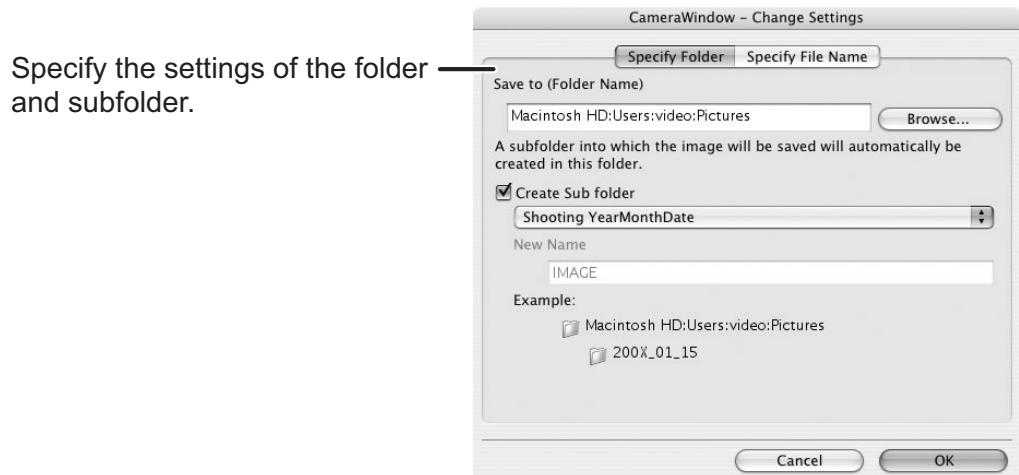 CameraWindow – Change Settings
Specify the settings of the folder
and subfolder.
Specify Folder
Specify File Name
Save to (Folder Name)
Macintosh HD:Users:video:Pictures
Browse...
A subfolder into which the image will be saved will automatically be
created in this folder.
Create Sub folder
Shooting YearMonthDate
New Name
IMAGE
Example:
Macintosh HD:Users:video:Pictures
200X_01_15
Cancel
OK